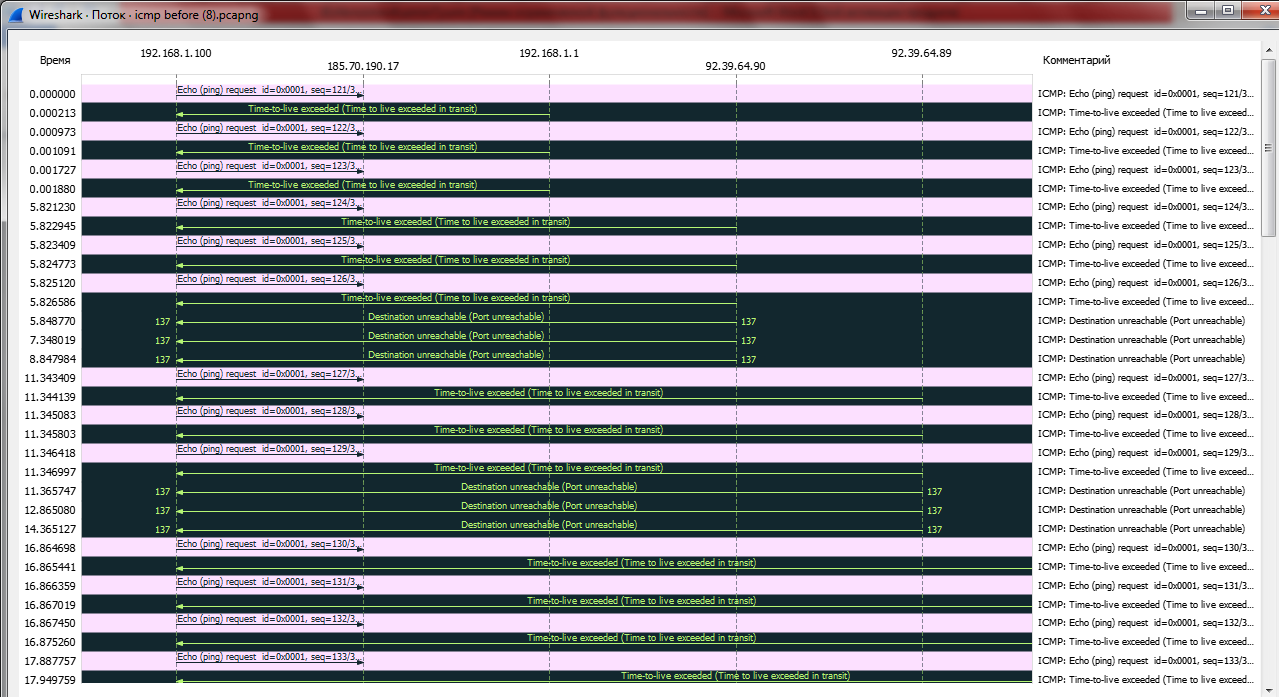 Wireshark · Поток · icmp before (8).pcapng
192.168.1.100 192.168.1.1 92.39.64.89
Время 185.70.190.17 92.39.64.90 Комментарий
0.000000 Echo (ping) request id=0x0001, seq=121/3... ICMP: Echo (ping) request id=0x0001, seq=121/3...
0.000213 Time-to-live exceeded (Time to live exceeded in transit) ICMP: Time-to-live exceeded (Time to live exceed...
0.000973 Echo (ping) request id=0x0001, seq=122/3... ICMP: Echo (ping) request id=0x0001, seq=122/3...
0.001091 Time-to-live exceeded (Time to live exceeded in transit) ICMP: Time-to-live exceeded (Time to live exceed...
0.001727 Echo (ping) request id=0x0001, seq=123/3... ICMP: Echo (ping) request id=0x0001, seq=123/3...
0.001880 Time-to-live exceeded (Time to live exceeded in transit) ICMP: Time-to-live exceeded (Time to live exceed...
5.821230 Echo (ping) request id=0x0001, seq=124/3... ICMP: Echo (ping) request id=0x0001, seq=124/3...
5.822945 Time-to-live exceeded (Time to live exceeded in transit) ICMP: Time-to-live exceeded (Time to live exceed...
5.823409 Echo (ping) request id=0x0001, seq=125/3... ICMP: Echo (ping) request id=0x0001, seq=125/3...
5.824773 Time-to-live exceeded (Time to live exceeded in transit) ICMP: Time-to-live exceeded (Time to live exceed...
5.825120 Echo (ping) request id=0x0001, seq=126/3... ICMP: Echo (ping) request id=0x0001, seq=126/3...
5.826586 Time-to-live exceeded (Time to live exceeded in transit) ICMP: Time-to-live exceeded (Time to live exceed...
5.848770 137 Destination unreachable (Port unreachable) 137 ICMP: Destination unreachable (Port unreachable)
7.348019 137 Destination unreachable (Port unreachable) 137 ICMP: Destination unreachable (Port unreachable)
8.847984 137 Destination unreachable (Port unreachable) 137 ICMP: Destination unreachable (Port unreachable)
11.343409 Echo (ping) request id=0x0001, seq=127/3... ICMP: Echo (ping) request id=0x0001, seq=127/3...
11.344139 Time-to-live exceeded (Time to live exceeded in transit) ICMP: Time-to-live exceeded (Time to live exceed...
11.345083 Echo (ping) request id=0x0001, seq=128/3... ICMP: Echo (ping) request id=0x0001, seq=128/3...
11.345803 Time-to-live exceeded (Time to live exceeded in transit) ICMP: Time-to-live exceeded (Time to live exceed...
11.346418 Echo (ping) request id=0x0001, seq=129/3... ICMP: Echo (ping) request id=0x0001, seq=129/3...
11.346997 Time-to-live exceeded (Time to live exceeded in transit) ICMP: Time-to-live exceeded (Time to live exceed...
11.365747 137 Destination unreachable (Port unreachable) 137 ICMP: Destination unreachable (Port unreachable)
12.865080 137 Destination unreachable (Port unreachable) 137 ICMP: Destination unreachable (Port unreachable)
14.365127 137 Destination unreachable (Port unreachable) 137 ICMP: Destination unreachable (Port unreachable)
16.864698 Echo (ping) request id=0x0001, seq=130/3... ICMP: Echo (ping) request id=0x0001, seq=130/3...
16.865441 Time-to-live exceeded (Time to live exceeded in transit) ICMP: Time-to-live exceeded (Time to live exceed...
16.866359 Echo (ping) request id=0x0001, seq=131/3... ICMP: Echo (ping) request id=0x0001, seq=131/3...
16.867019 Time-to-live exceeded (Time to live exceeded in transit) ICMP: Time-to-live exceeded (Time to live exceed...
16.867450 Echo (ping) request id=0x0001, seq=132/3... ICMP: Echo (ping) request id=0x0001, seq=132/3...
16.875260 Time-to-live exceeded (Time to live exceeded in transit) ICMP: Time-to-live exceeded (Time to live exceed...
17.887757 Echo (ping) request id=0x0001, seq=133/3... ICMP: Echo (ping) request id=0x0001, seq=133/3...
17.949759 Time-to-live exceeded (Time to live exceeded in transit) ICMP: Time-to-live exceeded (Time to live exceed...